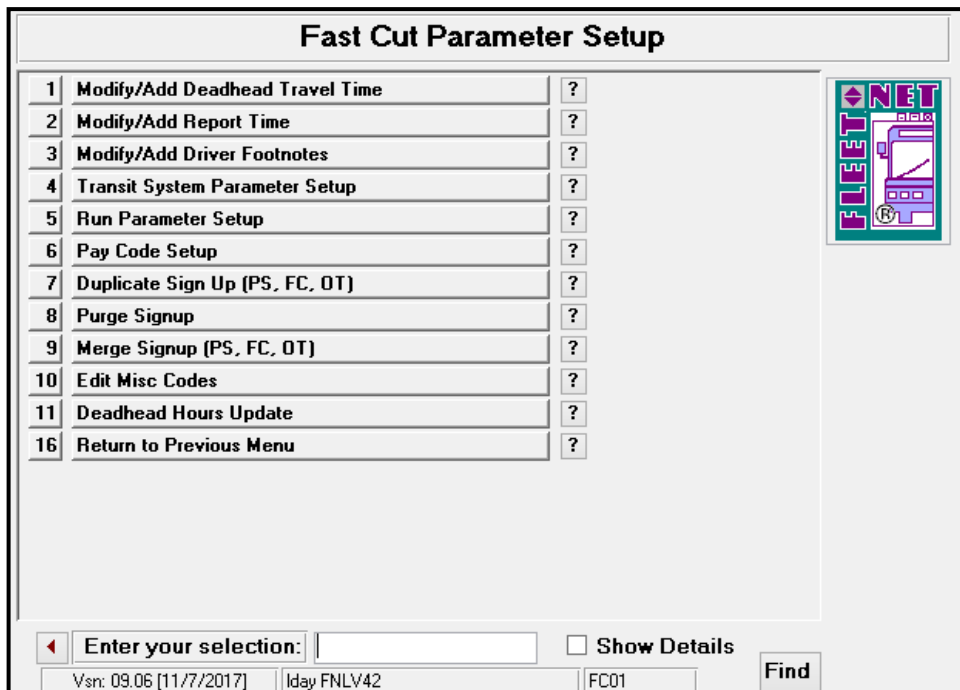 Fast Cut Parameter Setup
1 Modify/Add Deadhead Travel Time ?
2 Modify/Add Report Time ?
3 Modify/Add Driver Footnotes ?
4 Transit System Parameter Setup ?
5 Run Parameter Setup ?
6 Pay Code Setup ?
7 Duplicate Sign Up (PS, FC, OT) ?
8 Purge Signup ?
9 Merge Signup (PS, FC, OT) ?
10 Edit Misc Codes ?
11 Deadhead Hours Update ?
16 Return to Previous Menu ?
FLEET NET
®
Enter your selection: Show Details
Vsn: 09.06 [11/7/2017] lday FNLV42 FC01 Find